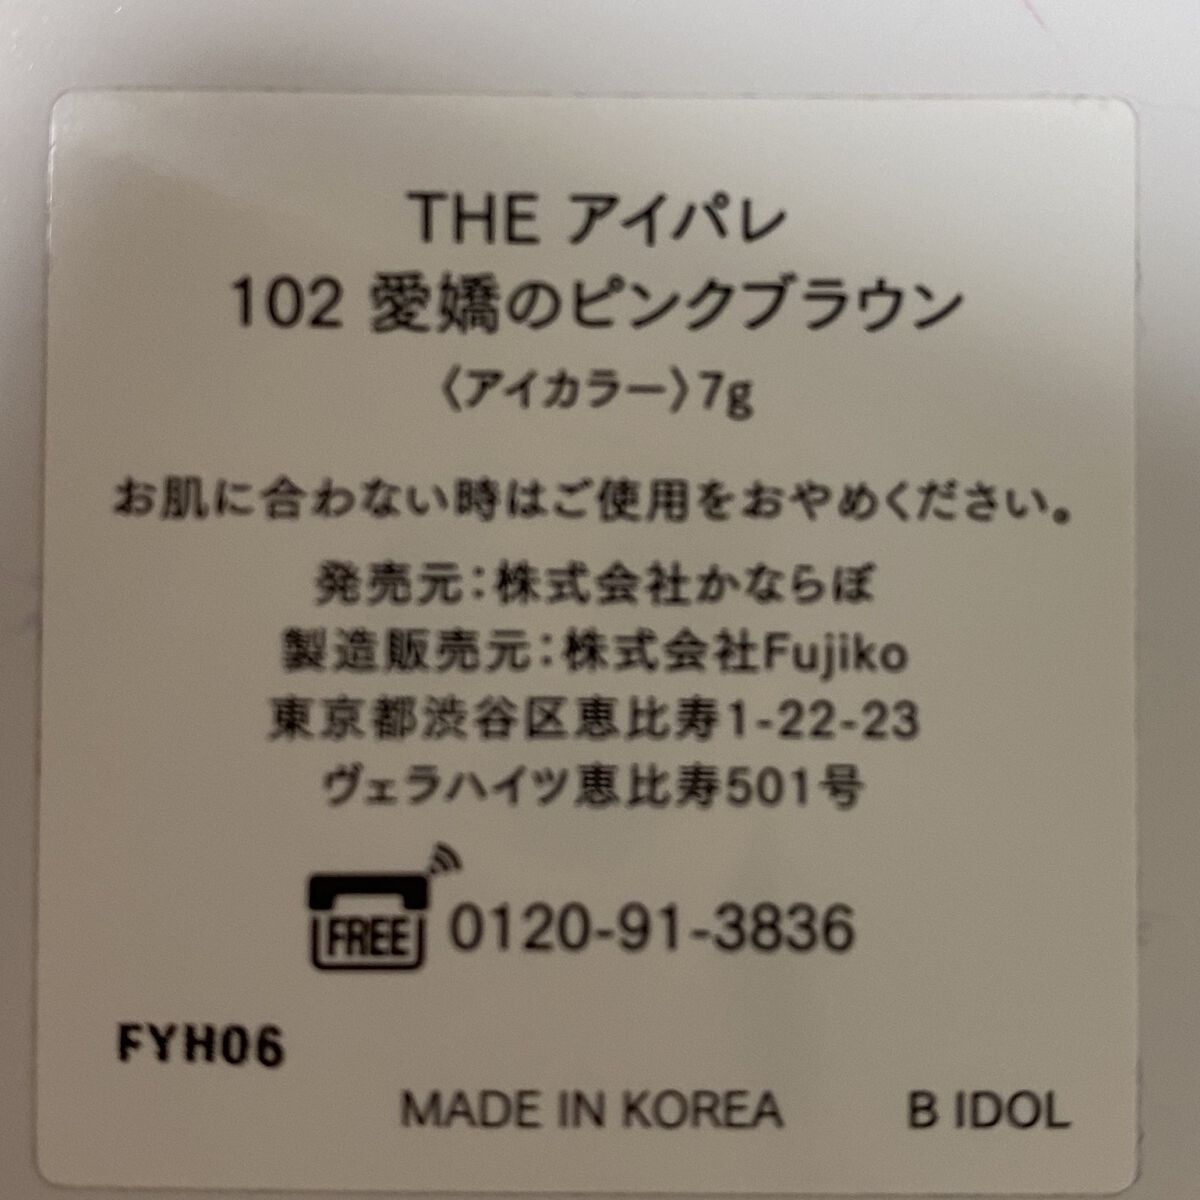 THE アイパレ
102 愛嬌のピンクブラウン
〈アイカラー〉7g
お肌に合わない時はご使用をおやめください。
発売元：株式会社かならぼ
製造販売元：株式会社Fujiko
東京都渋谷区恵比寿1-22-23
ヴェラハイツ恵比寿501号
FREE 0120-91-3836
FYH06
MADE IN KOREA B IDOL